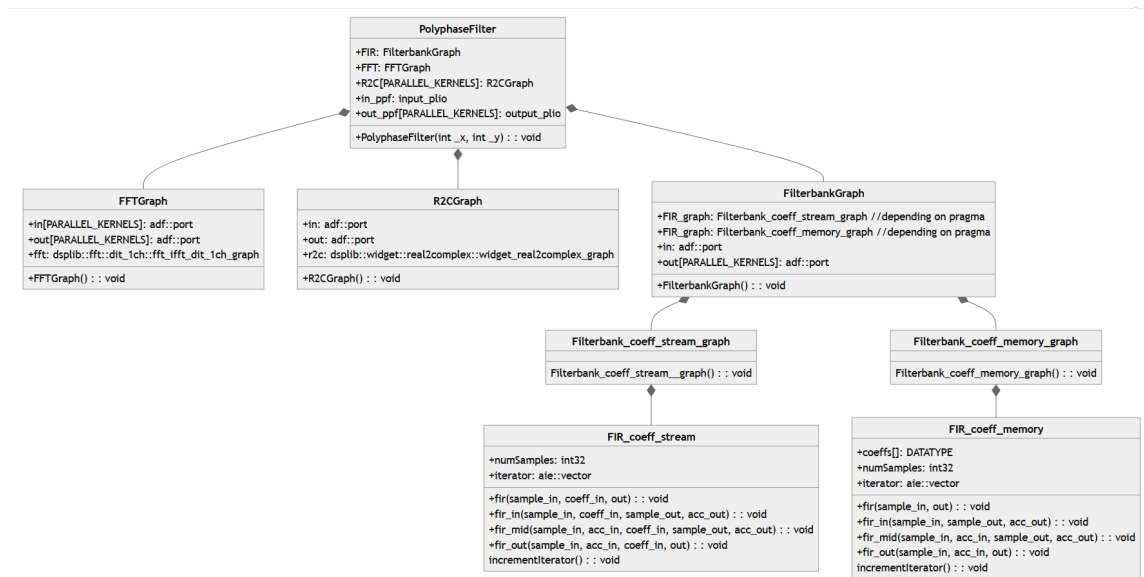 PolyphaseFilter
+FIR: FilterbankGraph
+FFT: FFTGraph
+R2C[PARALLEL_KERNELS]: R2CGraph
+in_ppf: input_plio
+out_ppf[PARALLEL_KERNELS]: output_plio
+PolyphaseFilter(int _x, int _y) : : void
FFTGraph
+in[PARALLEL_KERNELS]: adf::port
+out[PARALLEL_KERNELS]: adf::port
+fft: dsplib::fft::dit_1ch::fft_ifft_dit_1ch_graph
+FFTGraph() : : void
R2CGraph
+in: adf::port
+out: adf::port
+r2c: dsplib::widget::real2complex::widget_real2complex_graph
+R2CGraph() : : void
FilterbankGraph
+FIR_graph: Filterbank_coeff_stream_graph //depending on pragma
+FIR_graph: Filterbank_coeff_memory_graph //depending on pragma
+in: adf::port
+out[PARALLEL_KERNELS]: adf::port
+FilterbankGraph() : : void
Filterbank_coeff_stream_graph
Filterbank_coeff_stream__graph() : : void
Filterbank_coeff_memory_graph
Filterbank_coeff_memory_graph() : : void
FIR_coeff_stream
+numSamples: int32
+iterator: aie::vector
+fir(sample_in, coeff_in, out) : : void
+fir_in(sample_in, coeff_in, sample_out, acc_out) : : void
+fir_mid(sample_in, acc_in, coeff_in, sample_out, acc_out) : : void
+fir_out(sample_in, acc_in, coeff_in, out) : : void
incrementIterator() : : void
FIR_coeff_memory
+coeffs[]: DATATYPE
+numSamples: int32
+iterator: aie::vector
+fir(sample_in, out) : : void
+fir_in(sample_in, sample_out, acc_out) : : void
+fir_mid(sample_in, acc_in, sample_out, acc_out) : : void
+fir_out(sample_in, acc_in, out) : : void
incrementIterator() : : void